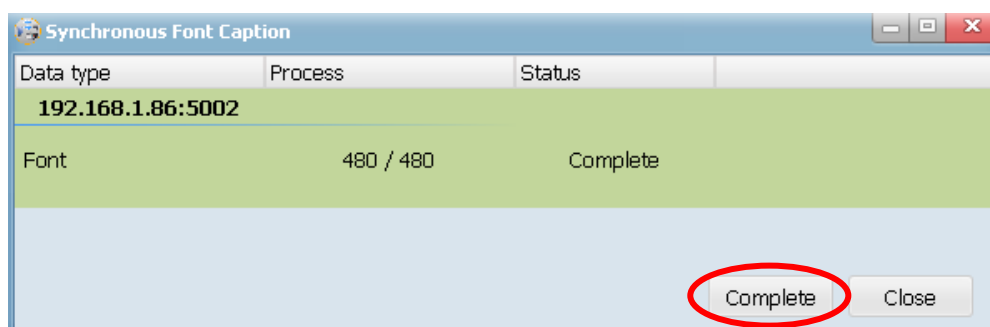 Synchronous Font Caption
Data type Process Status
192.168.1.86:5002
Font 480 / 480 Complete
Complete Close